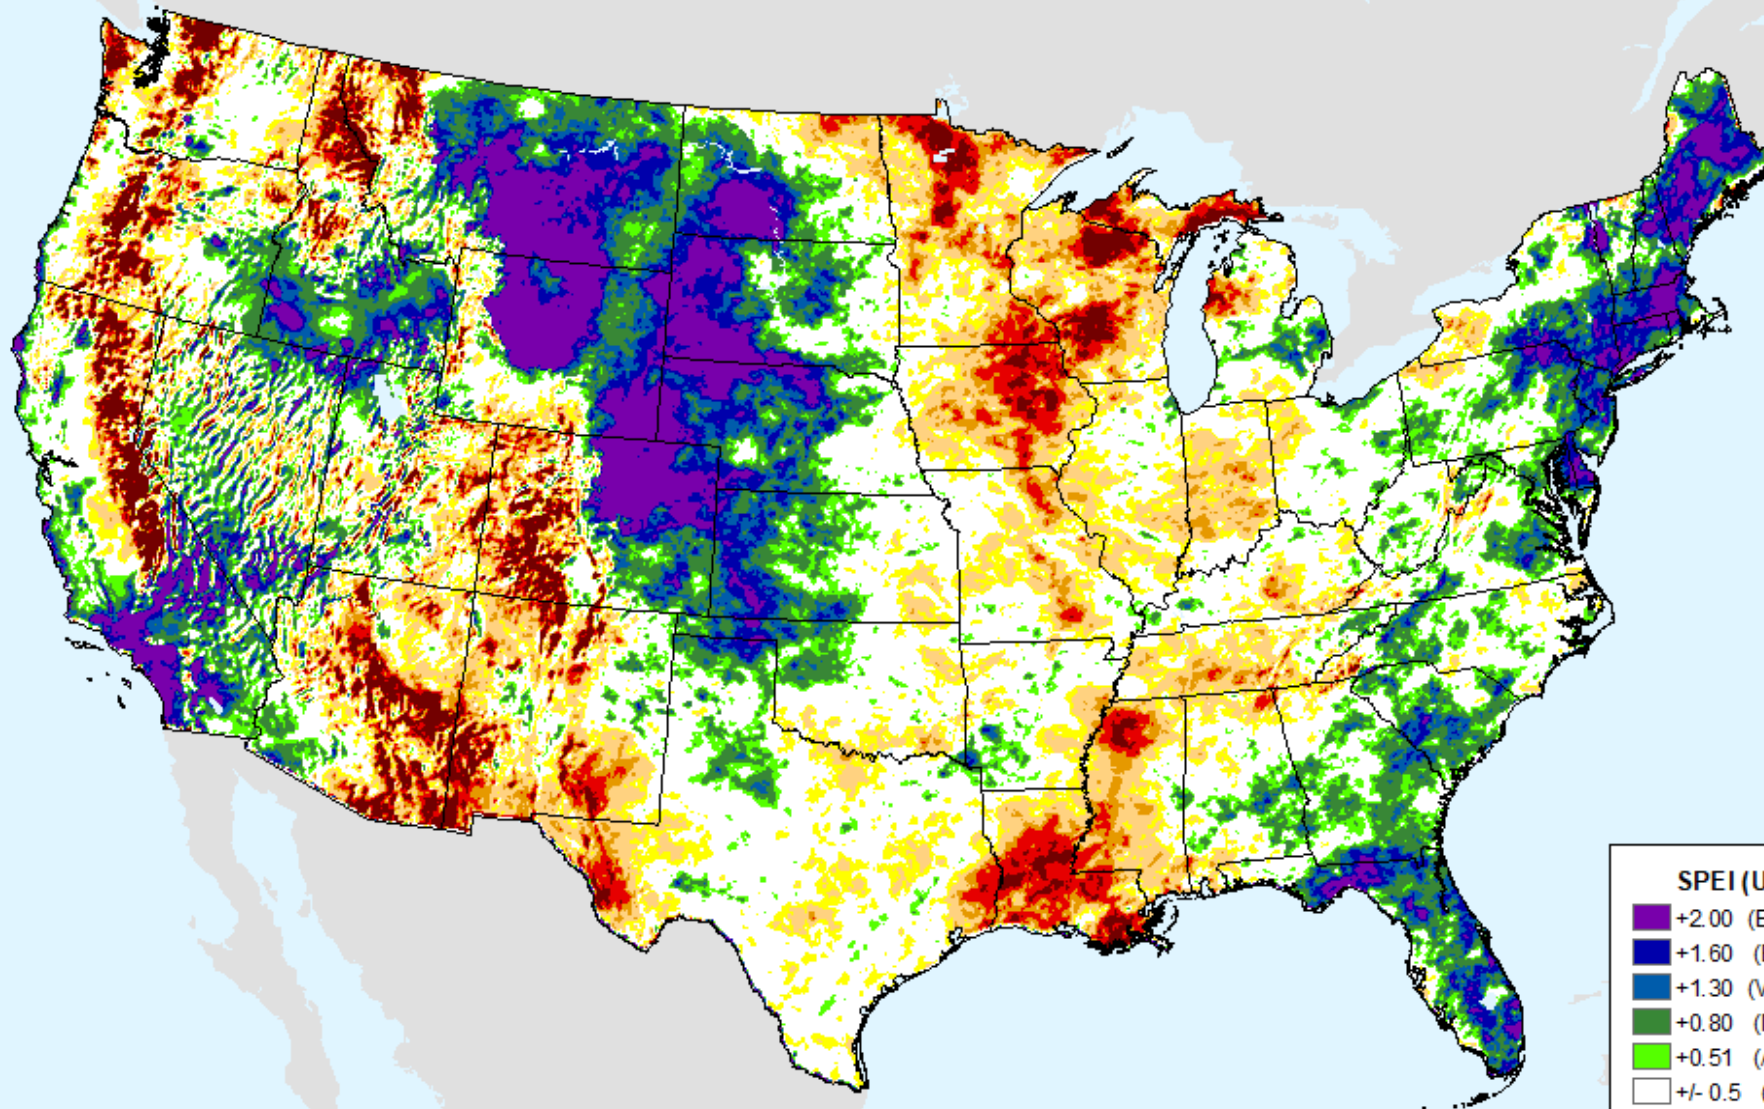 SPEI (U
+2.00 (E
+1.60 (
+1.30 (V
+0.80 (
+0.51 (
+/- 0.5 (